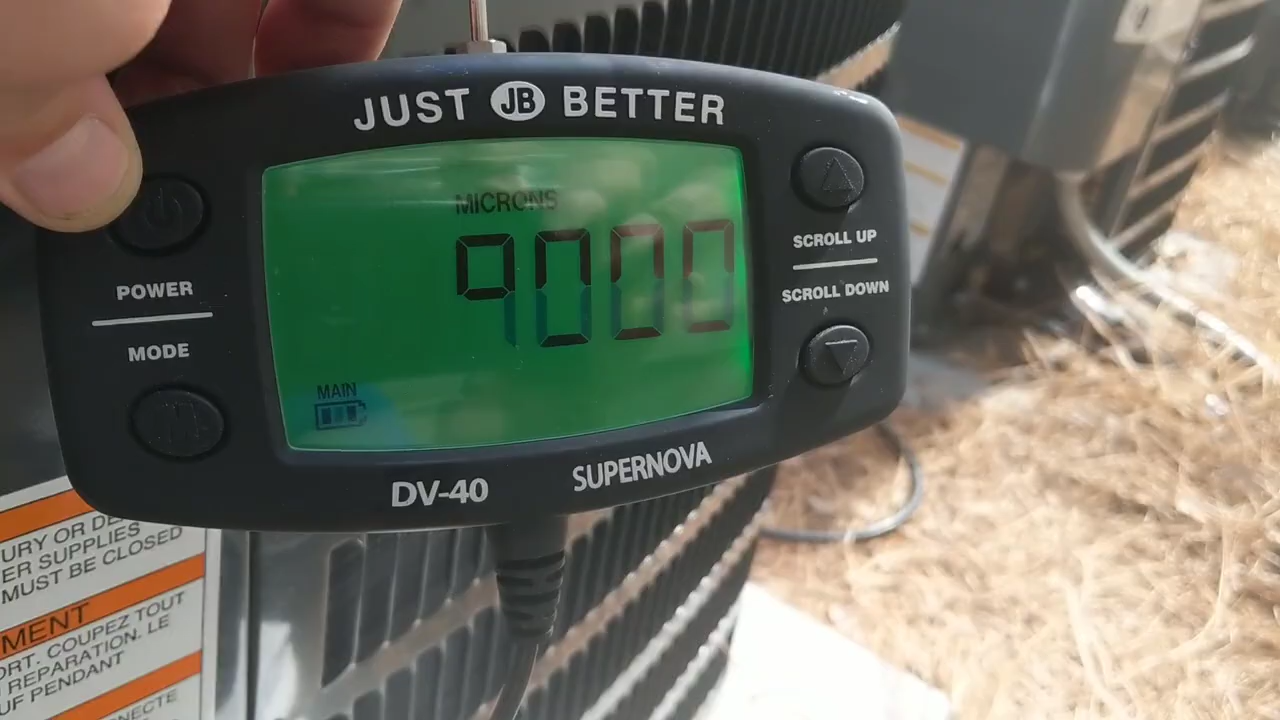 JUST JB BETTER
MICRONS
9000
MAIN
POWER
MODE
SCROLL UP
SCROLL DOWN
DV-40
SUPERNOVA
URY OR DE
ER SUPPLIES
MUST BE CLOSED
MENT
ORT. COUPEZ TOUT
REPARATION. LE
UF PENDANT
NNECTE